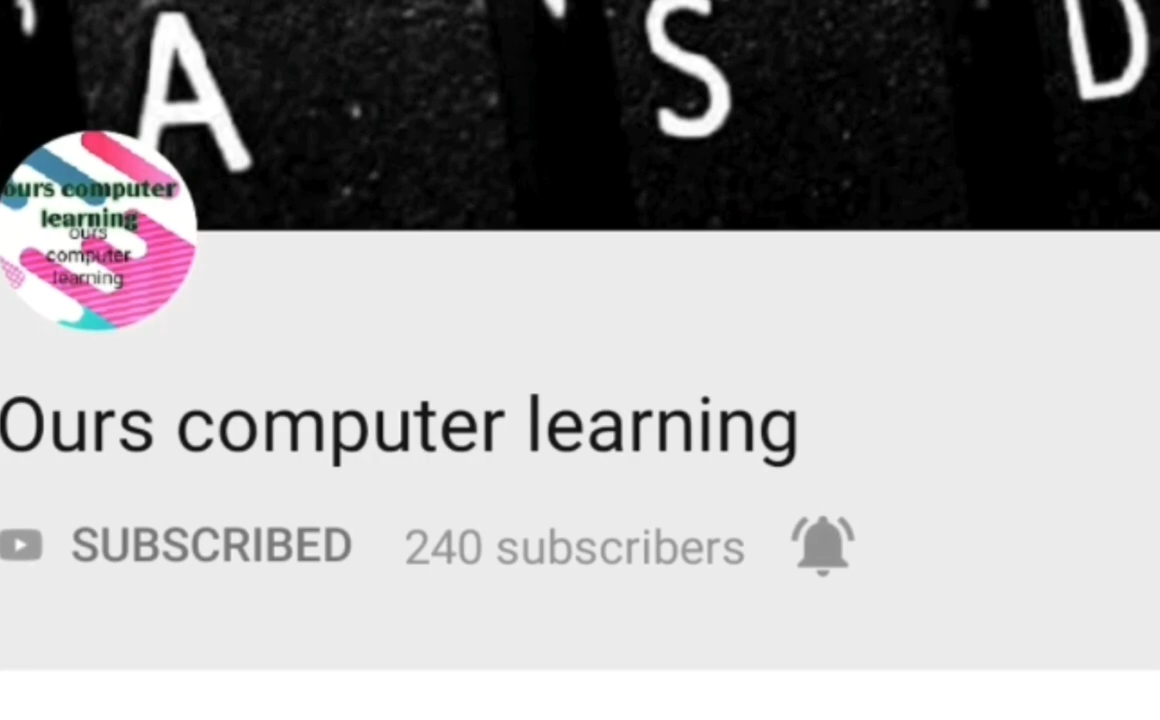 A S D
ours computer
learning
ours
computer
learning
Ours computer learning
SUBSCRIBED 240 subscribers